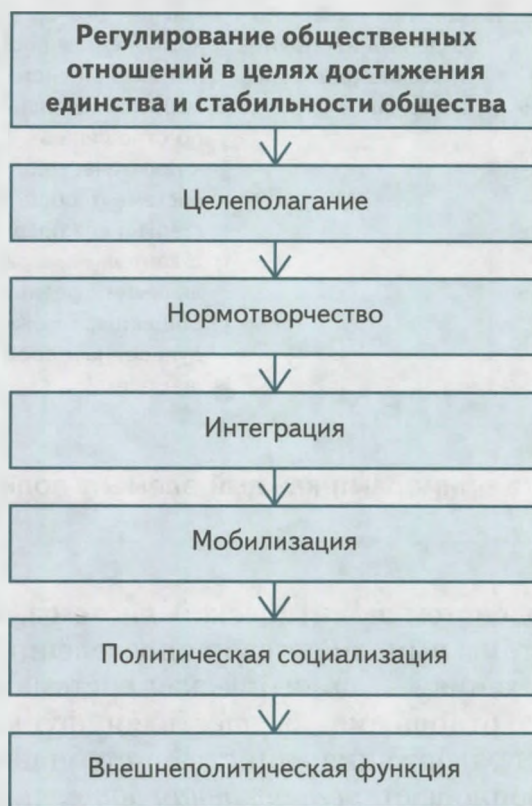 Регулирование общественных
отношений в целях достижения
единства и стабильности общества
Целеполагание
Нормотворчество
Интеграция
Мобилизация
Политическая социализация
Внешнеполитическая функция